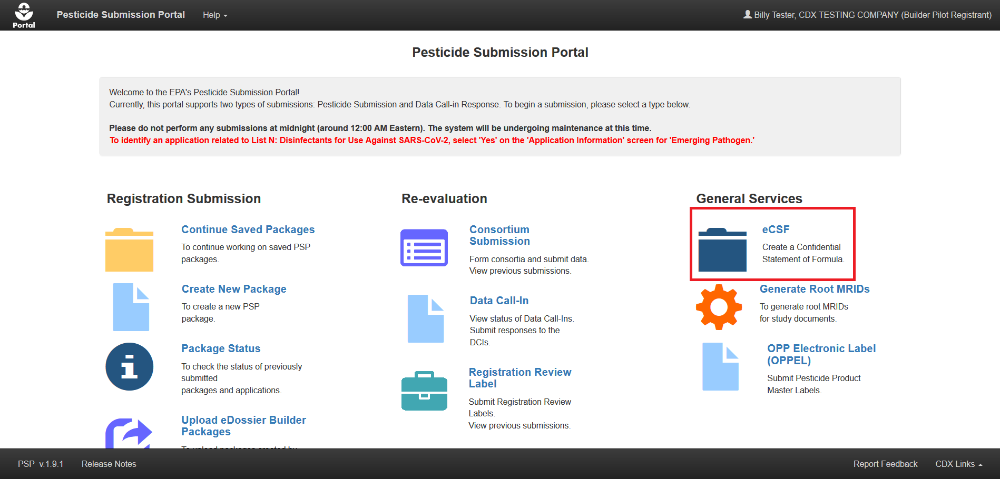 Portal
Pesticide Submission Portal
Help
Billy Tester, CDX TESTING COMPANY (Builder Pilot Registrant)
Pesticide Submission Portal
Welcome to the EPA's Pesticide Submission Portal!
Currently, this portal supports two types of submissions: Pesticide Submission and Data Call-in Response. To begin a submission, please select a type below.
Please do not perform any submissions at midnight (around 12:00 AM Eastern). The system will be undergoing maintenance at this time.
To identify an application related to List N: Disinfectants for Use Against SARS-CoV-2, select 'Yes' on the 'Application Information' screen for 'Emerging Pathogen.'
Registration Submission
Continue Saved Packages
To continue working on saved PSP
packages.
Create New Package
To create a new PSP
package.
Package Status
To check the status of previously
submitted
packages and applications.
Upload eDossier Builder
Packages
To upload packages created by
Re-evaluation
Consortium
Submission
Form consortia and submit data.
View previous submissions.
Data Call-In
View status of Data Call-Ins.
Submit responses to the
DCIs.
Registration Review
Label
Submit Registration Review
Labels.
View previous submissions.
General Services
eCSF
Create a Confidential
Statement of Formula.
Generate Root MRIDs
To generate root MRIDs
for study documents.
OPP Electronic Label
(OPPEL)
Submit Pesticide Product
Master Labels.
PSP v.1.9.1
Release Notes
Report Feedback
CDX Links